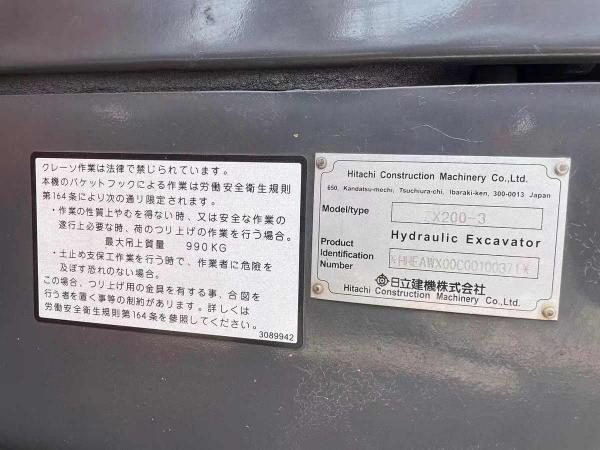 クレーン作業は法律で禁じられています。
本機のバケットフックによる作業は労働安全衛生規則
第164条により次の通り限定されます。
・作業の性質上やむを得ない時、又は安全な作業の
遂行上必要な時、荷のつり上げの作業を行う場合。
最大吊上質量 990KG
・土止め支保工作業を行う時で、作業者に危険を
及ぼす恐れのない場合。
この場合、つり上げ用の金具を有する事、合図を
行う者を置く事等の制約があります。詳しくは
労働安全衛生規則第164条を参照してください。
3089942
Hitachi Construction Machinery Co.,Ltd.
650, Kandatsu-machi, Tsuchiura-shi, Ibaraki-ken, 300-0013 Japan
Model/type ZX200-3
Hydraulic Excavator
Product
Identification
Number *HHEAWX00C00100371*
日立建機株式会社
Hitachi Construction Machinery Co.,Ltd.